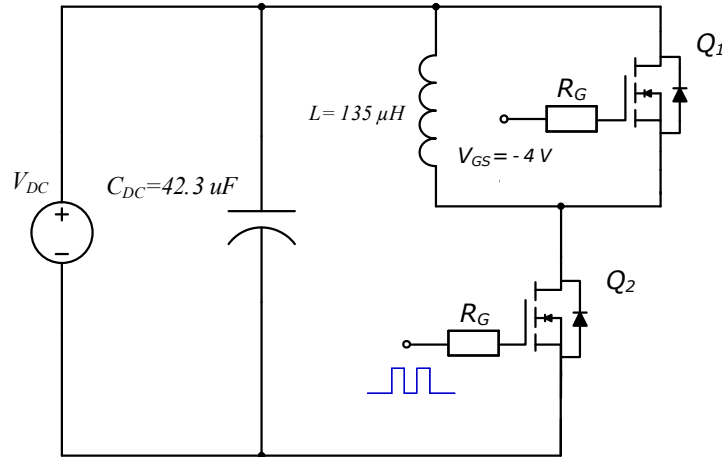 Q1
RG
L= 135 μH
VGS = - 4 V
VDC
CDC=42.3 uF
Q2
RG